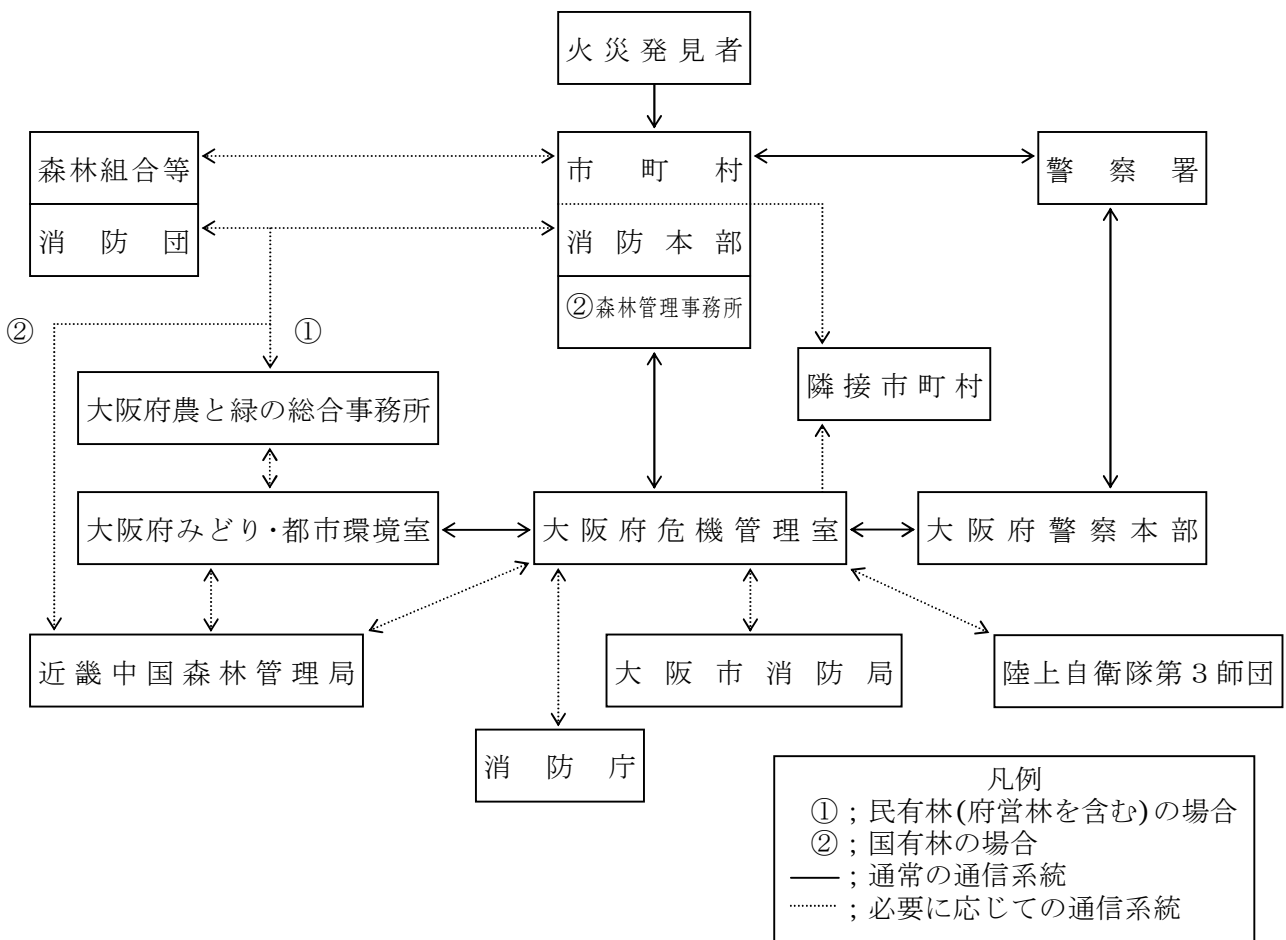 火災発見者
森林組合等
市町村
警察署
消防団
消防本部
②森林管理事務所
②
①
隣接市町村
大阪府農と緑の総合事務所
大阪府みどり・都市環境室
大阪府危機管理室
大阪府警察本部
近畿中国森林管理局
大阪市消防局
陸上自衛隊第３師団
消防庁
凡例
①；民有林(府営林を含む)の場合
②；国有林の場合
；通常の通信系統
；必要に応じての通信系統